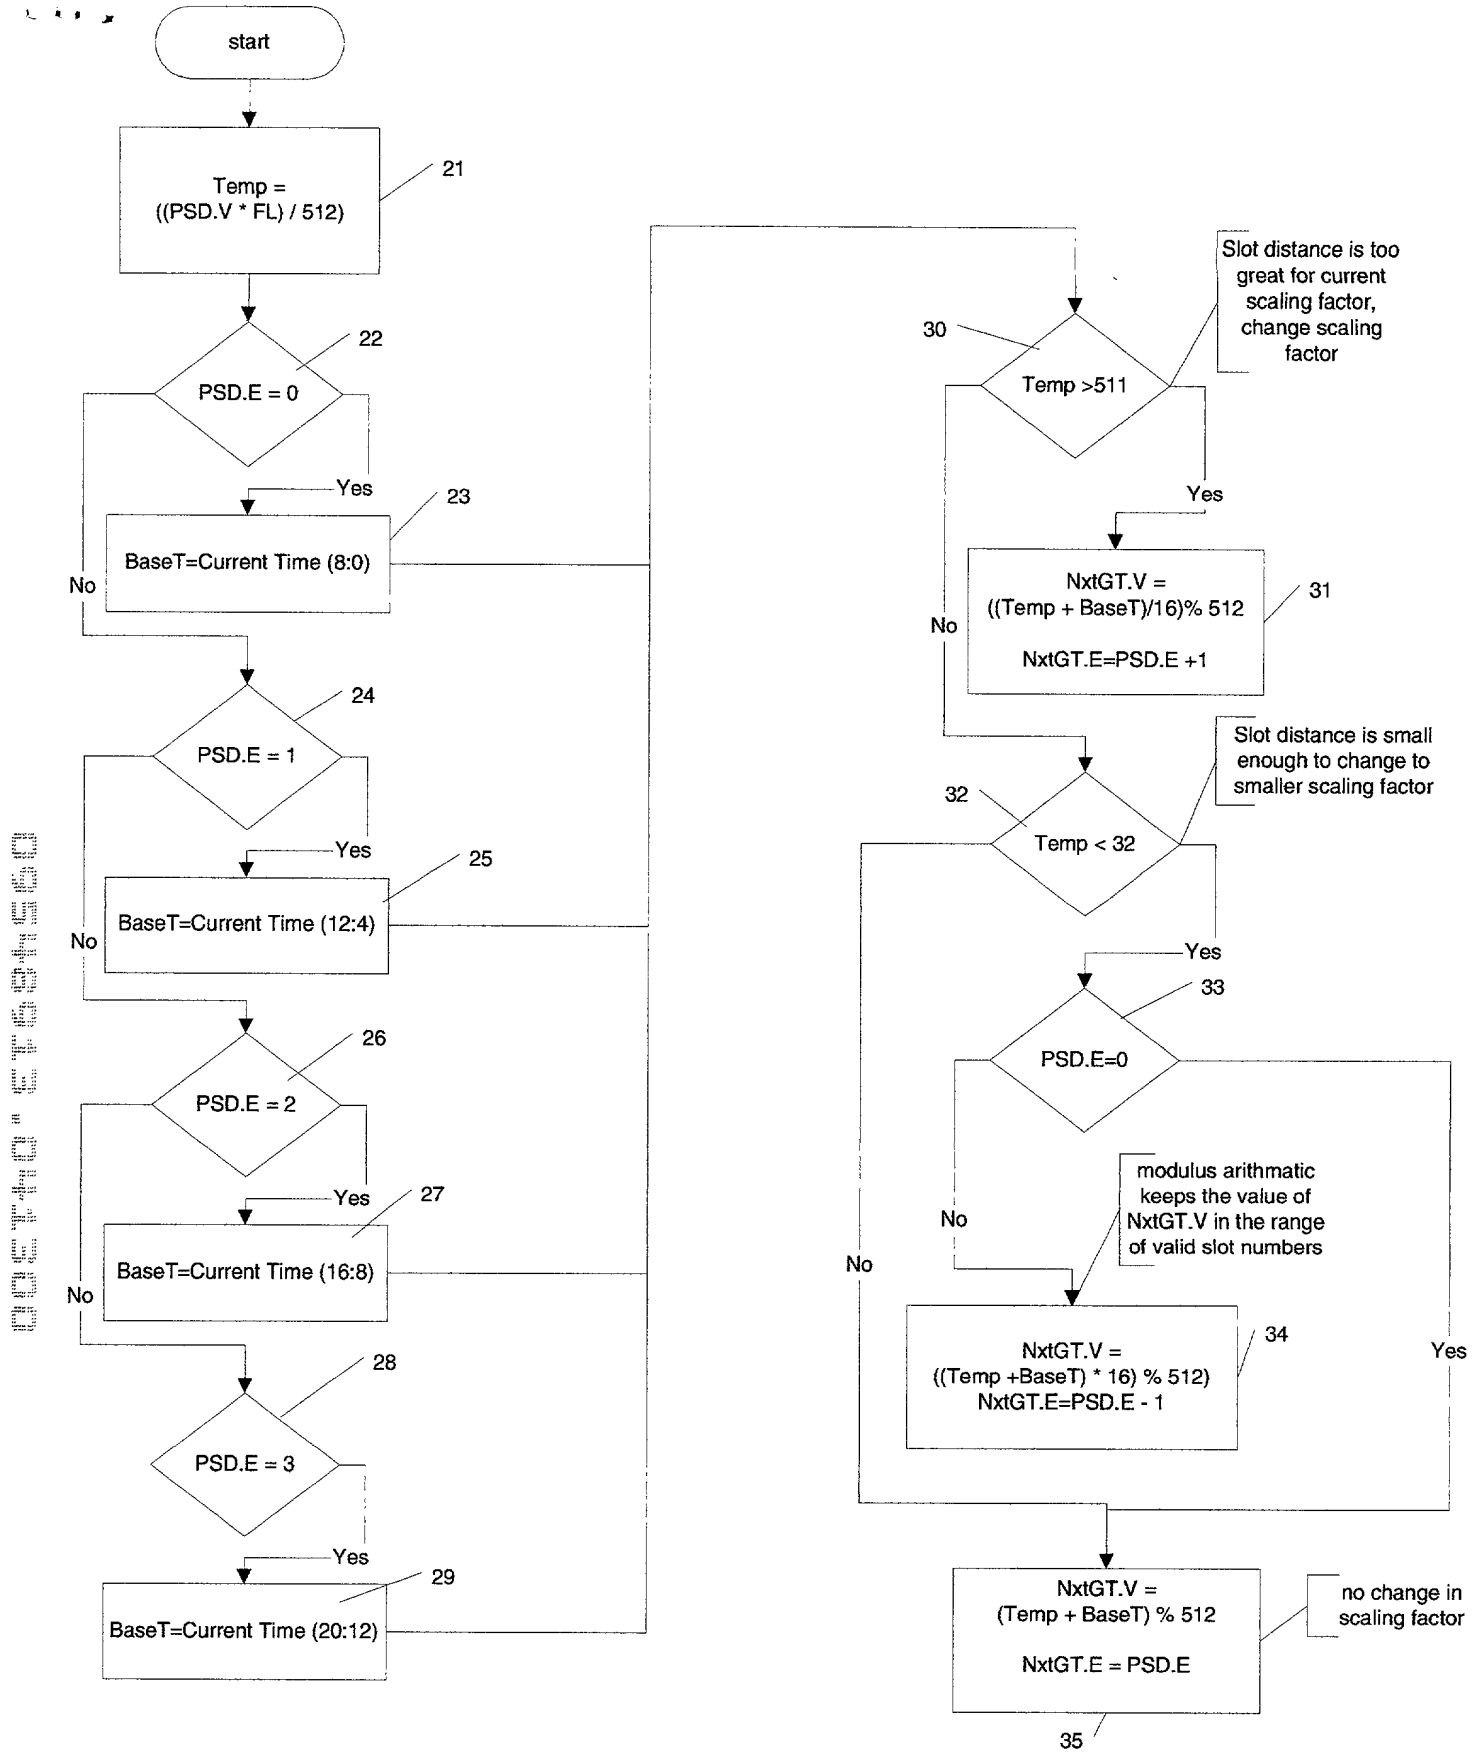 start
21
Temp =
((PSD.V * FL) / 512)
22
PSD.E = 0
Yes
23
BaseT=Current Time (8:0)
No
24
PSD.E = 1
Yes
25
BaseT=Current Time (12:4)
No
26
PSD.E = 2
Yes
27
BaseT=Current Time (16:8)
No
28
PSD.E = 3
Yes
29
BaseT=Current Time (20:12)
Slot distance is too
great for current
scaling factor,
change scaling
factor
30
Temp >511
Yes
31
NxtGT.V =
((Temp + BaseT)/16)% 512
NxtGT.E=PSD.E +1
No
Slot distance is small
enough to change to
smaller scaling factor
32
Temp < 32
Yes
33
PSD.E=0
modulus arithmatic
keeps the value of
NxtGT.V in the range
of valid slot numbers
No
No
34
NxtGT.V =
((Temp +BaseT) * 16) % 512)
NxtGT.E=PSD.E - 1
Yes
NxtGT.V =
(Temp + BaseT) % 512
NxtGT.E = PSD.E
no change in
scaling factor
35